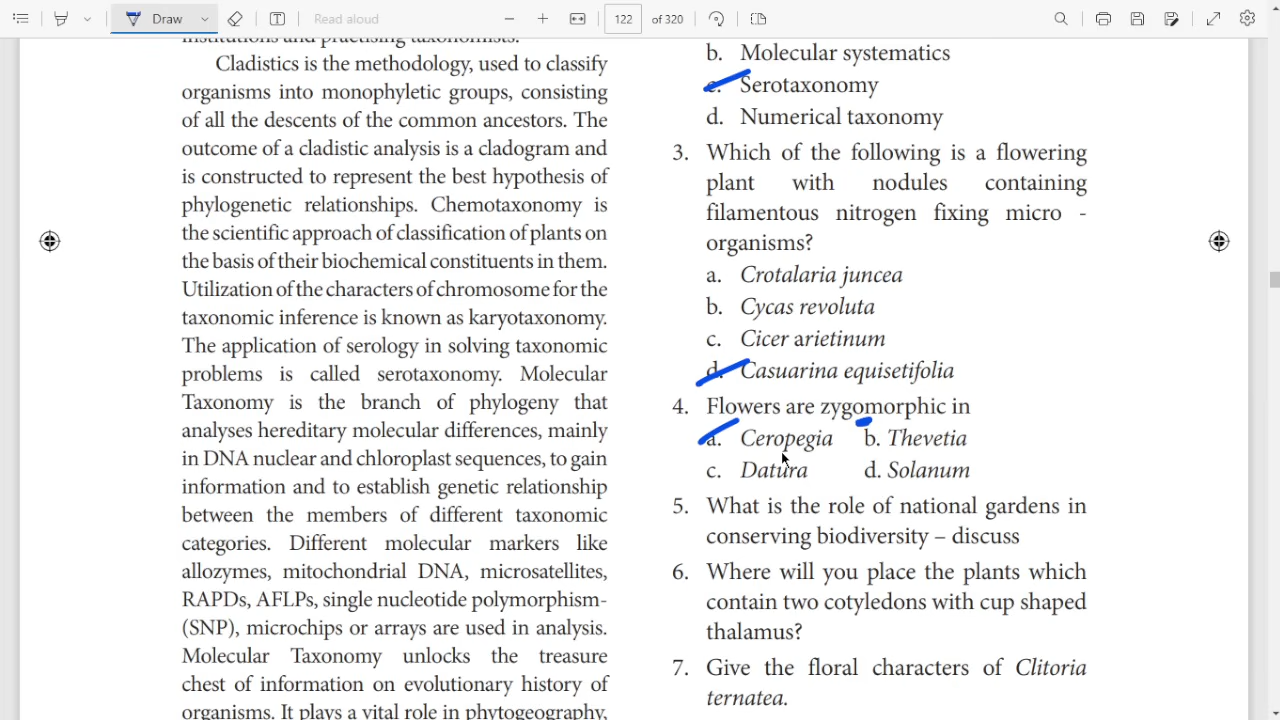 Draw
Read aloud
122 of 320
institutions and practising taxonomists.
Cladistics is the methodology, used to classify
organisms into monophyletic groups, consisting
of all the descents of the common ancestors. The
outcome of a cladistic analysis is a cladogram and
is constructed to represent the best hypothesis of
phylogenetic relationships. Chemotaxonomy is
the scientific approach of classification of plants on
the basis of their biochemical constituents in them.
Utilization of the characters of chromosome for the
taxonomic inference is known as karyotaxonomy.
The application of serology in solving taxonomic
problems is called serotaxonomy. Molecular
Taxonomy is the branch of phylogeny that
analyses hereditary molecular differences, mainly
in DNA nuclear and chloroplast sequences, to gain
information and to establish genetic relationship
between the members of different taxonomic
categories. Different molecular markers like
allozymes, mitochondrial DNA, microsatellites,
RAPDs, AFLPs, single nucleotide polymorphism-
(SNP), microchips or arrays are used in analysis.
Molecular Taxonomy unlocks the treasure
chest of information on evolutionary history of
organisms. It plays a vital role in phytogeography,
b. Molecular systematics
c. Serotaxonomy
d. Numerical taxonomy
3. Which of the following is a flowering
plant with nodules containing
filamentous nitrogen fixing micro -
organisms?
a. Crotalaria juncea
b. Cycas revoluta
c. Cicer arietinum
d. Casuarina equisetifolia
4. Flowers are zygomorphic in
a. Ceropegia b. Thevetia
c. Datura d. Solanum
5. What is the role of national gardens in
conserving biodiversity – discuss
6. Where will you place the plants which
contain two cotyledons with cup shaped
thalamus?
7. Give the floral characters of Clitoria
ternatea.